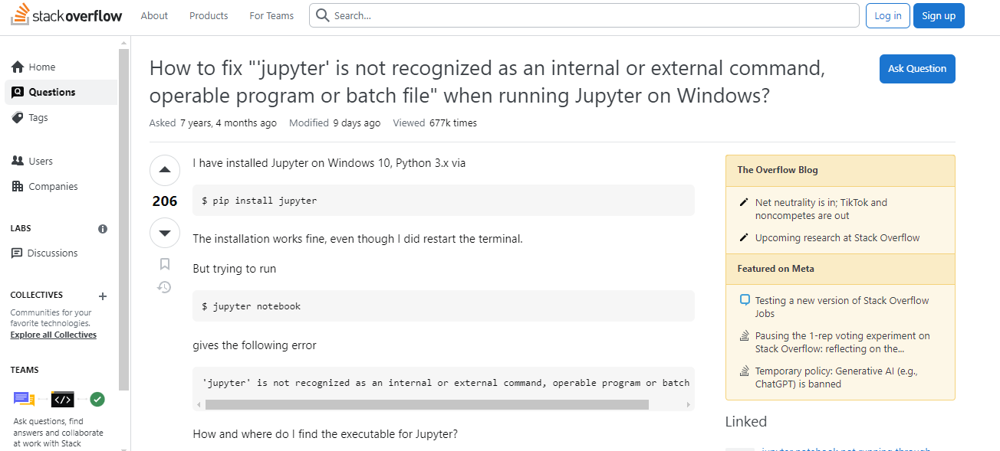 stackoverflow
About
Products
For Teams
Search...
Log in
Sign up
Home
Questions
Tags
Users
Companies
LABS
Discussions
COLLECTIVES
Communities for your
favorite technologies.
Explore all Collectives
TEAMS
Ask questions, find
answers and collaborate
at work with Stack
How to fix "'jupyter' is not recognized as an internal or external command,
operable program or batch file" when running Jupyter on Windows?
Ask Question
Asked 7 years, 4 months ago Modified 9 days ago Viewed 677k times
206
I have installed Jupyter on Windows 10, Python 3.x via
$ pip install jupyter
The installation works fine, even though I did restart the terminal.
But trying to run
$ jupyter notebook
gives the following error
'jupyter' is not recognized as an internal or external command, operable program or batch
How and where do I find the executable for Jupyter?
The Overflow Blog
Net neutrality is in; TikTok and
noncompetes are out
Upcoming research at Stack Overflow
Featured on Meta
Testing a new version of Stack Overflow
Jobs
Pausing the 1-rep voting experiment on
Stack Overflow: reflecting on the...
Temporary policy: Generative AI (e.g.,
ChatGPT) is banned
Linked
jupyter notebook not running through